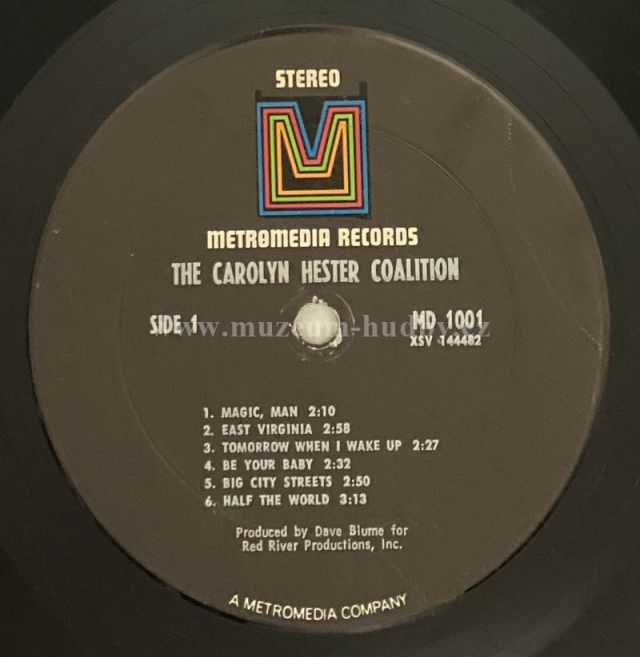 STEREO
METROMEDIA RECORDS
THE CAROLYN HESTER COALITION
SIDE 1
MD 1001
XSV 144482
www.muzeum-hudby.cz
1. MAGIC, MAN 2:10
2. EAST VIRGINIA 2:58
3. TOMORROW WHEN I WAKE UP 2:27
4. BE YOUR BABY 2:32
5. BIG CITY STREETS 2:50
6. HALF THE WORLD 3:13
Produced by Dave Blume for
Red River Productions, Inc.
A METROMEDIA COMPANY